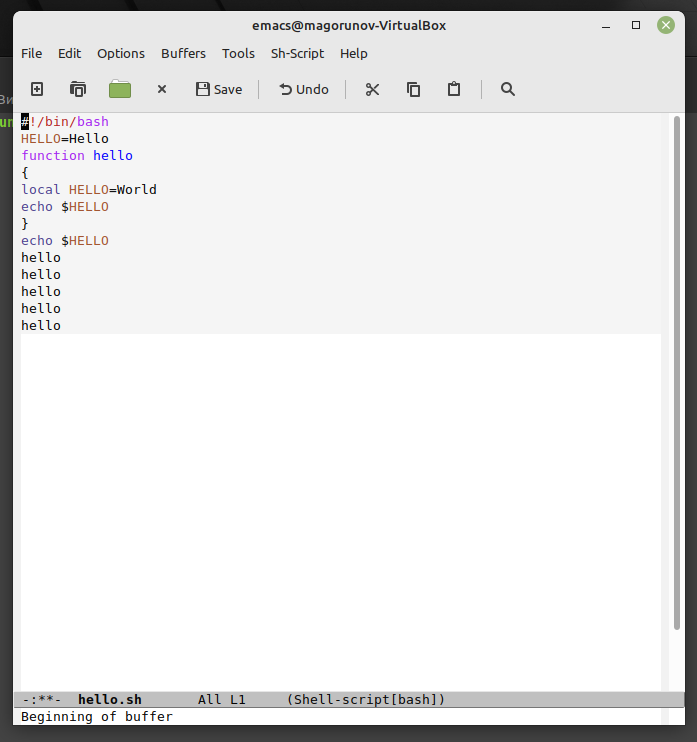 emacs@magorunov-VirtualBox
File Edit Options Buffers Tools Sh-Script Help
Save Undo
Ви
un
#!/bin/bash
HELLO=Hello
function hello
{
local HELLO=World
echo $HELLO
}
echo $HELLO
hello
hello
hello
hello
hello
-:**- hello.sh All L1 (Shell-script[bash])
Beginning of buffer